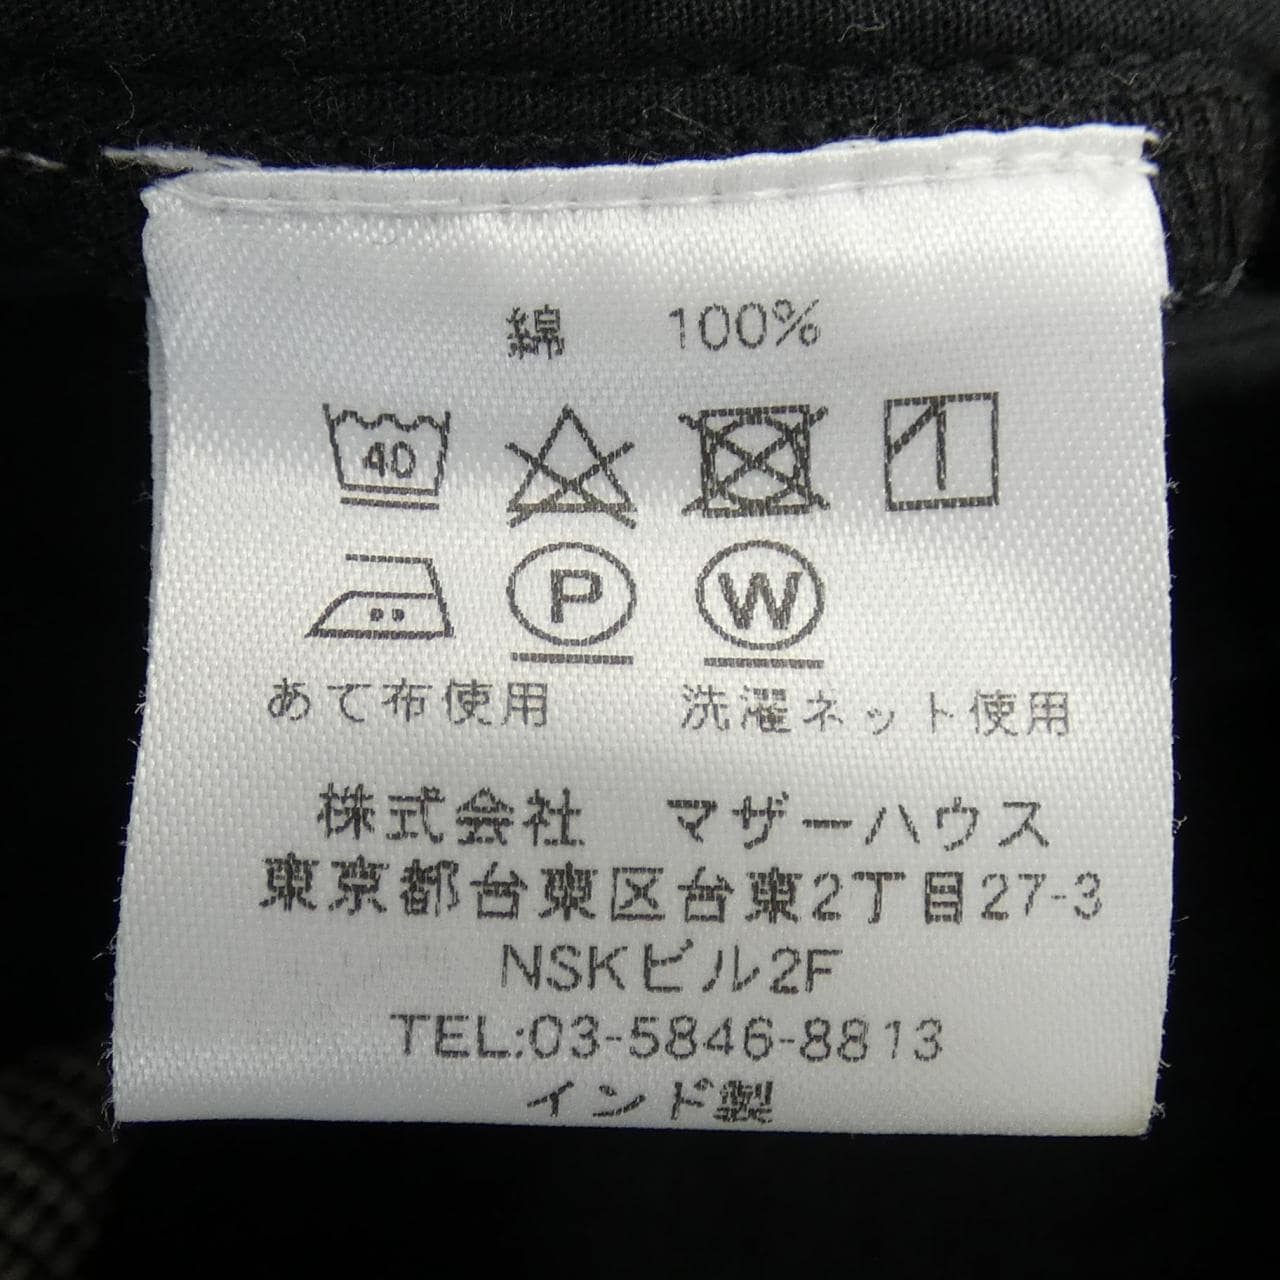 綿 100%
40
P W
あて布使用 洗濯ネット使用
株式会社 マザーハウス
東京都台東区台東2丁目27-3
NSKビル2F
TEL:03-5846-8813
インド製